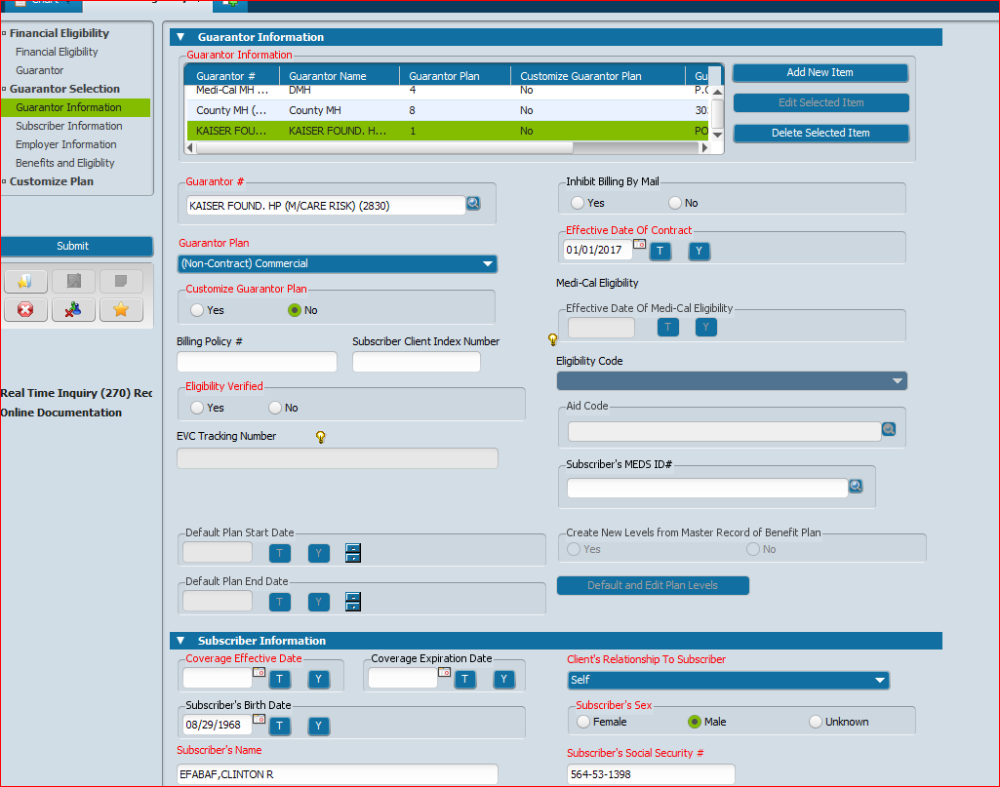 Financial Eligibility
Financial Eligibility
Guarantor
Guarantor Selection
Guarantor Information
Subscriber Information
Employer Information
Benefits and Eligiblity
Customize Plan
Submit
Real Time Inquiry (270) Rec
Online Documentation
Guarantor Information
Guarantor Information
Guarantor # Guarantor Name Guarantor Plan Customize Guarantor Plan Gu
Medi-Cal MH ... DMH 4 No P.O
County MH (... County MH 8 No 30
KAISER FOU... KAISER FOUND. H... 1 No PO
Add New Item
Edit Selected Item
Delete Selected Item
Guarantor #
KAISER FOUND. HP (M/CARE RISK) (2830)
Guarantor Plan
(Non-Contract) Commercial
Customize Guarantor Plan
Yes No
Billing Policy # Subscriber Client Index Number
Eligibility Verified
Yes No
EVC Tracking Number
Default Plan Start Date
T Y
Default Plan End Date
T Y
Inhibit Billing By Mail
Yes No
Effective Date Of Contract
01/01/2017 T Y
Medi-Cal Eligibility
Effective Date Of Medi-Cal Eligibility
T Y
Eligibility Code
Aid Code
Subscriber's MEDS ID#
Create New Levels from Master Record of Benefit Plan
Yes No
Default and Edit Plan Levels
Subscriber Information
Coverage Effective Date
T Y
Coverage Expiration Date
T Y
Subscriber's Birth Date
08/29/1968 T Y
Subscriber's Name
EFABAF,CLINTON R
Client's Relationship To Subscriber
Self
Subscriber's Sex
Female Male Unknown
Subscriber's Social Security #
564-53-1398